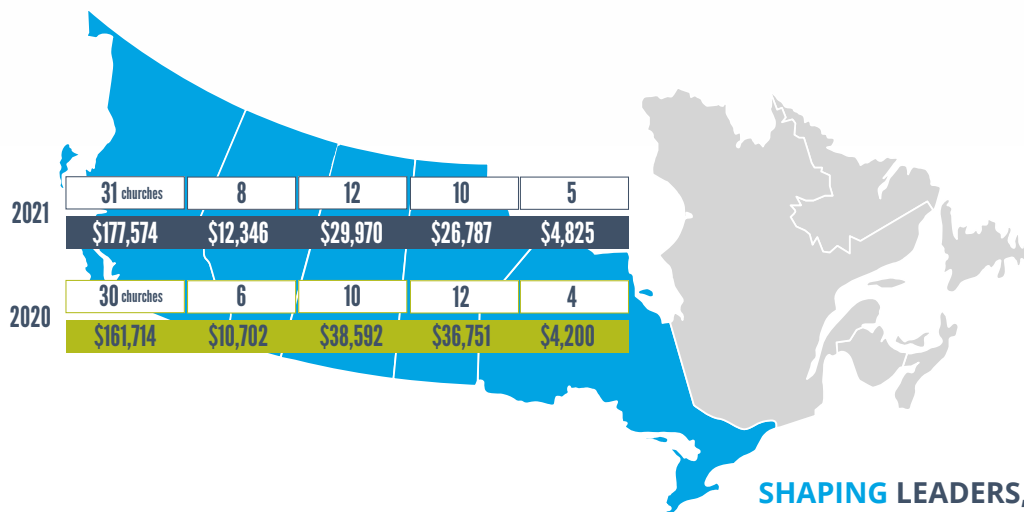 31 churches 8 12 10 5
2021
$177,574 $12,346 $29,970 $26,787 $4,825
30 churches 6 10 12 4
2020
$161,714 $10,702 $38,592 $36,751 $4,200
SHAPING LEADERS,